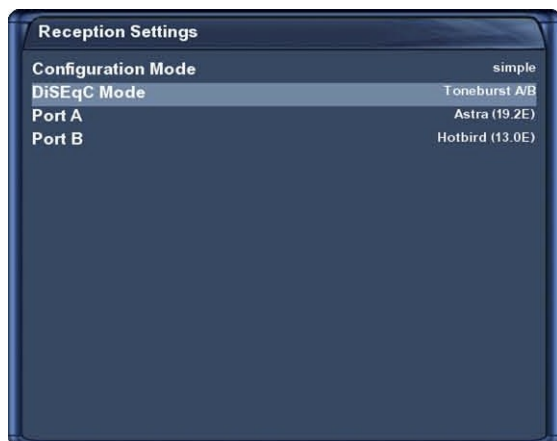 Reception Settings
Configuration Mode simple
DiSEqC Mode Toneburst A/B
Port A Astra (19.2E)
Port B Hotbird (13.0E)